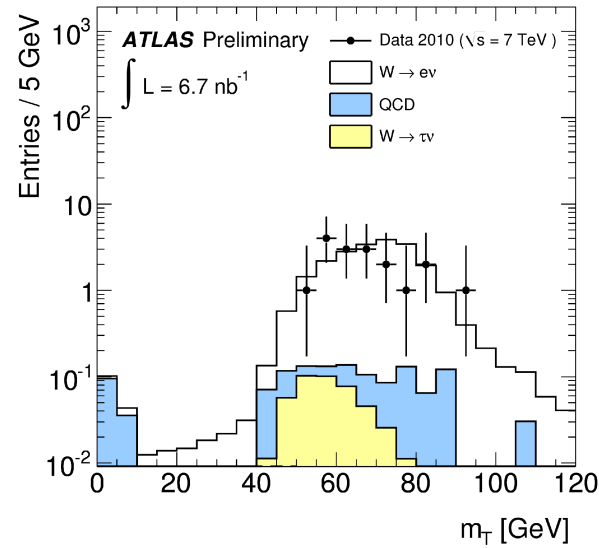 ATLAS Preliminary
∫ L = 6.7 nb⁻¹
Data 2010 (√s = 7 TeV )
W → eν
QCD
W → τν
Entries / 5 GeV
10³
10²
10
1
10⁻¹
10⁻²
0 20 40 60 80 100 120
m_T [GeV]